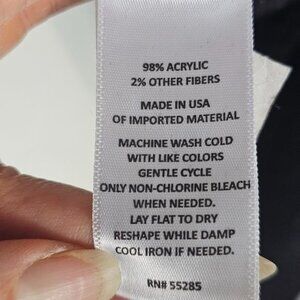 98% ACRYLIC
2% OTHER FIBERS
MADE IN USA
OF IMPORTED MATERIAL
MACHINE WASH COLD
WITH LIKE COLORS
GENTLE CYCLE
ONLY NON-CHLORINE BLEACH
WHEN NEEDED.
LAY FLAT TO DRY
RESHAPE WHILE DAMP
COOL IRON IF NEEDED.
RN# 55285